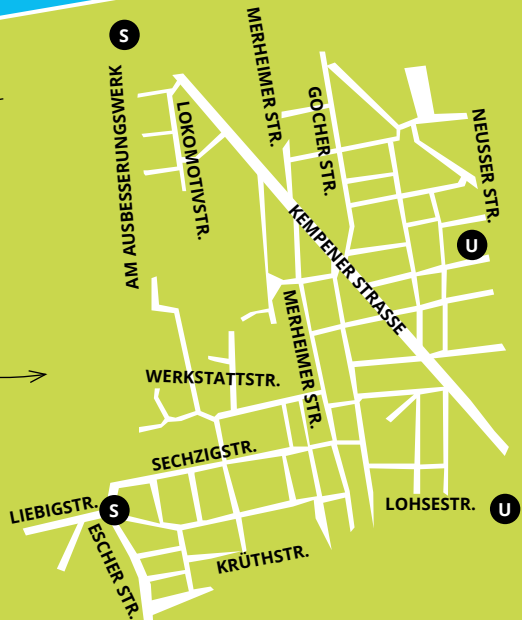 S
MERHEIMER STR.
AM AUSBESSERUNGSWERK
LOKOMOTIVSTR.
GOCHER STR.
NEUSSER STR.
KEMPENER STRASSE
U
MERHEIMER STR.
WERKSTATTSTR.
SECHZIGSTR.
LIEBIGSTR.
S
LOHSESTR.
U
ESCHER STR.
KRÜTHSTR.